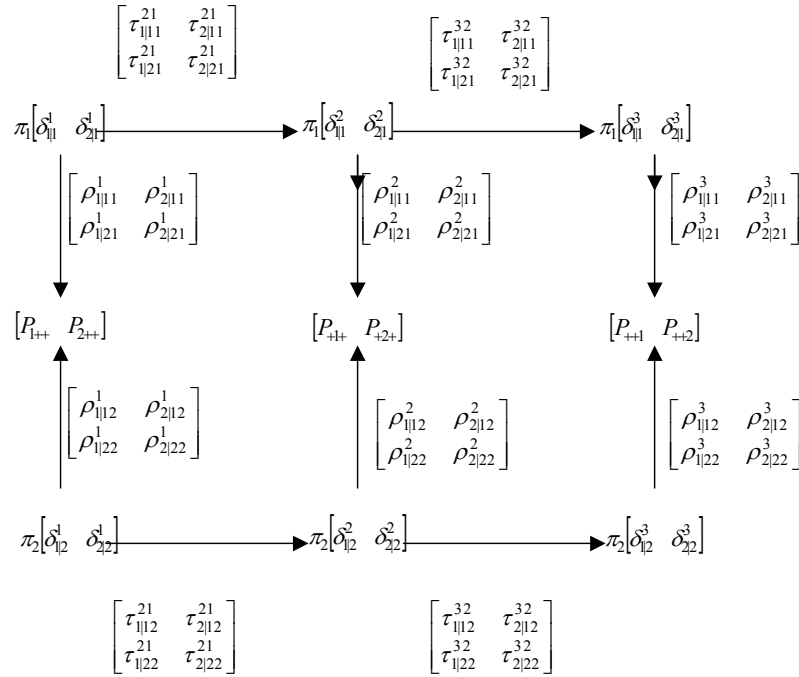 [τ^{21}_{1|11} τ^{21}_{2|11}] [τ^{32}_{1|11} τ^{32}_{2|11}]
[τ^{21}_{1|21} τ^{21}_{2|21}] [τ^{32}_{1|21} τ^{32}_{2|21}]
π_1[δ^1_{1|1} δ^1_{2|1}] π_1[δ^2_{1|1} δ^2_{2|1}] π_1[δ^3_{1|1} δ^3_{2|1}]
[ρ^1_{1|11} ρ^1_{2|11}] [ρ^2_{1|11} ρ^2_{2|11}] [ρ^3_{1|11} ρ^3_{2|11}]
[ρ^1_{1|21} ρ^1_{2|21}] [ρ^2_{1|21} ρ^2_{2|21}] [ρ^3_{1|21} ρ^3_{2|21}]
[P_{1++} P_{2++}] [P_{+1+} P_{+2+}] [P_{++1} P_{++2}]
[ρ^1_{1|12} ρ^1_{2|12}] [ρ^2_{1|12} ρ^2_{2|12}] [ρ^3_{1|12} ρ^3_{2|12}]
[ρ^1_{1|22} ρ^1_{2|22}] [ρ^2_{1|22} ρ^2_{2|22}] [ρ^3_{1|22} ρ^3_{2|22}]
π_2[δ^1_{1|2} δ^1_{2|2}] π_2[δ^2_{1|2} δ^2_{2|2}] π_2[δ^3_{1|2} δ^3_{2|2}]
[τ^{21}_{1|12} τ^{21}_{2|12}] [τ^{32}_{1|12} τ^{32}_{2|12}]
[τ^{21}_{1|22} τ^{21}_{2|22}] [τ^{32}_{1|22} τ^{32}_{2|22}]